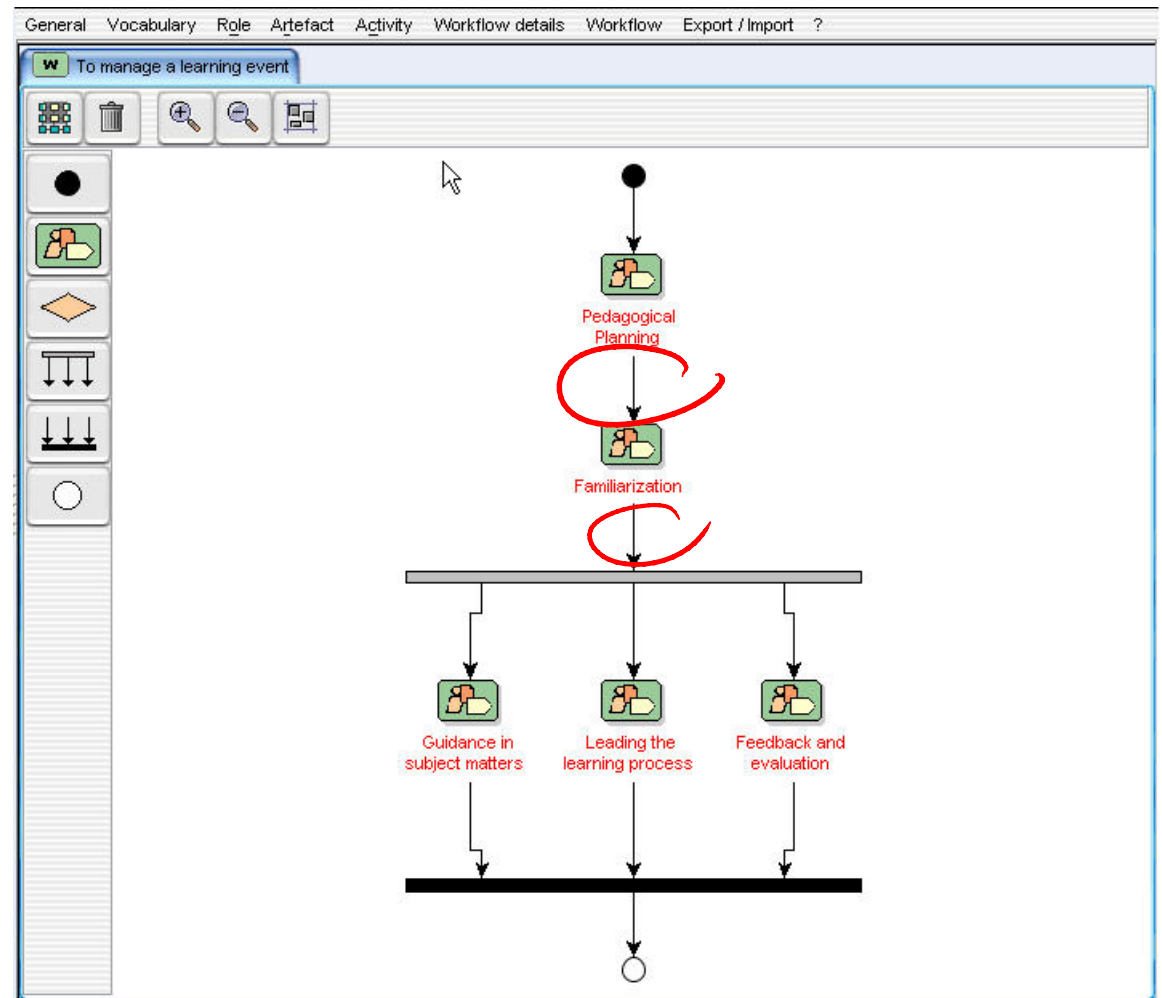 General Vocabulary Role Artefact Activity Workflow details Workflow Export / Import ?
W To manage a learning event
Pedagogical
Planning
Familiarization
Guidance in
subject matters
Leading the
learning process
Feedback and
evaluation